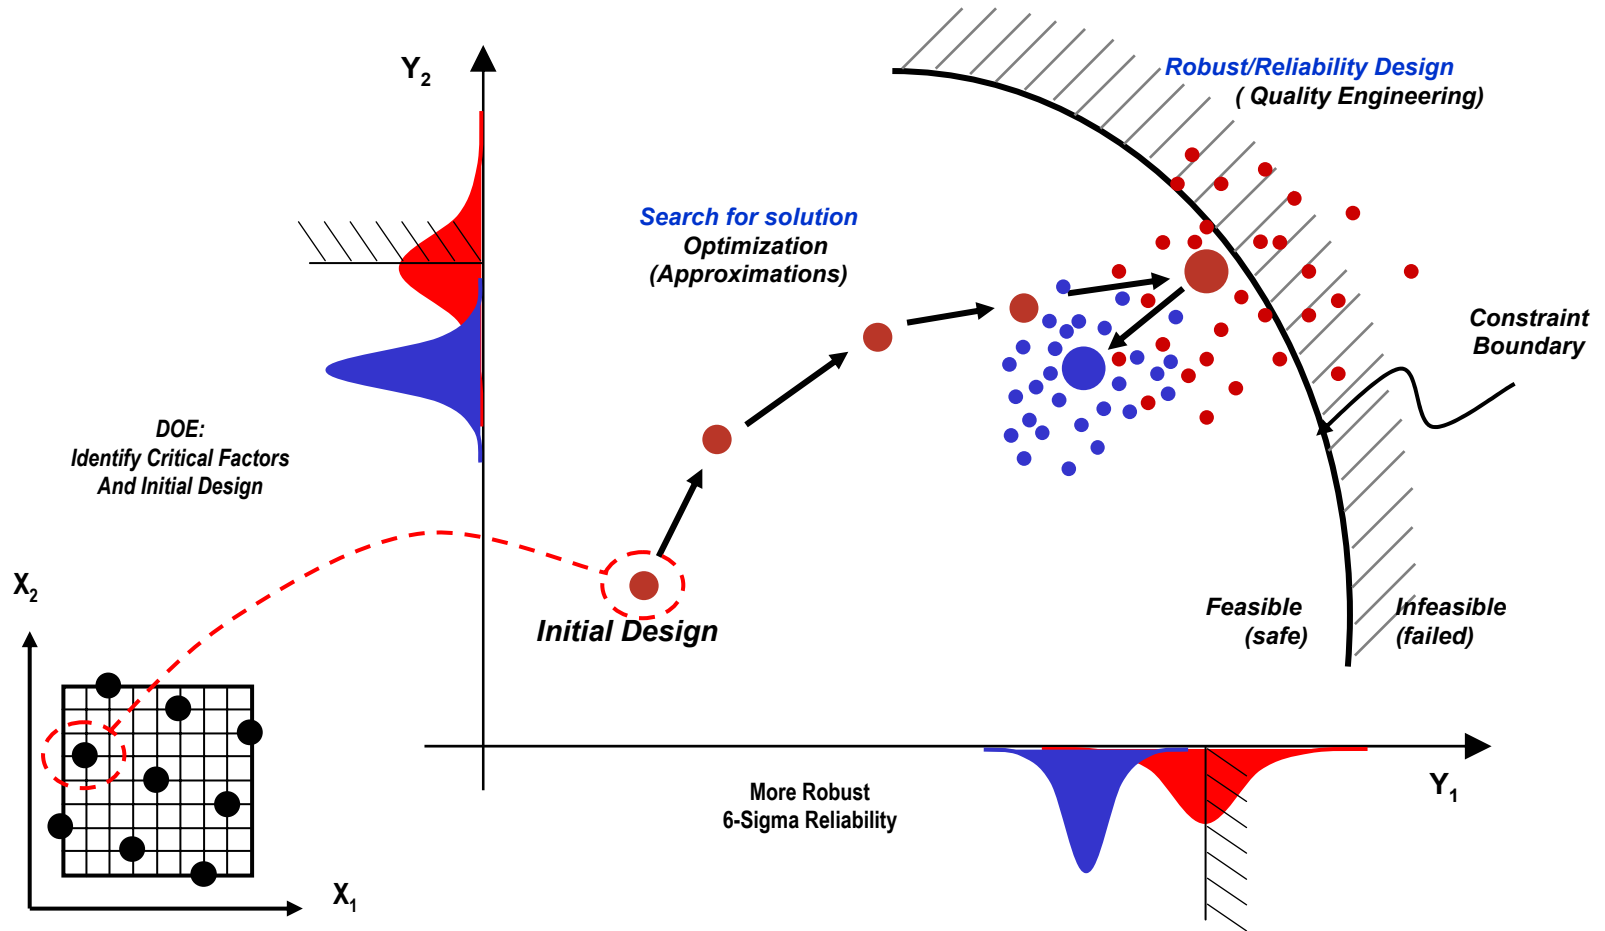 Y2
Robust/Reliability Design
( Quality Engineering)
Search for solution
Optimization
(Approximations)
Constraint
Boundary
DOE:
Identify Critical Factors
And Initial Design
X2
Initial Design
Feasible
(safe)
Infeasible
(failed)
More Robust
6-Sigma Reliability
Y1
X1